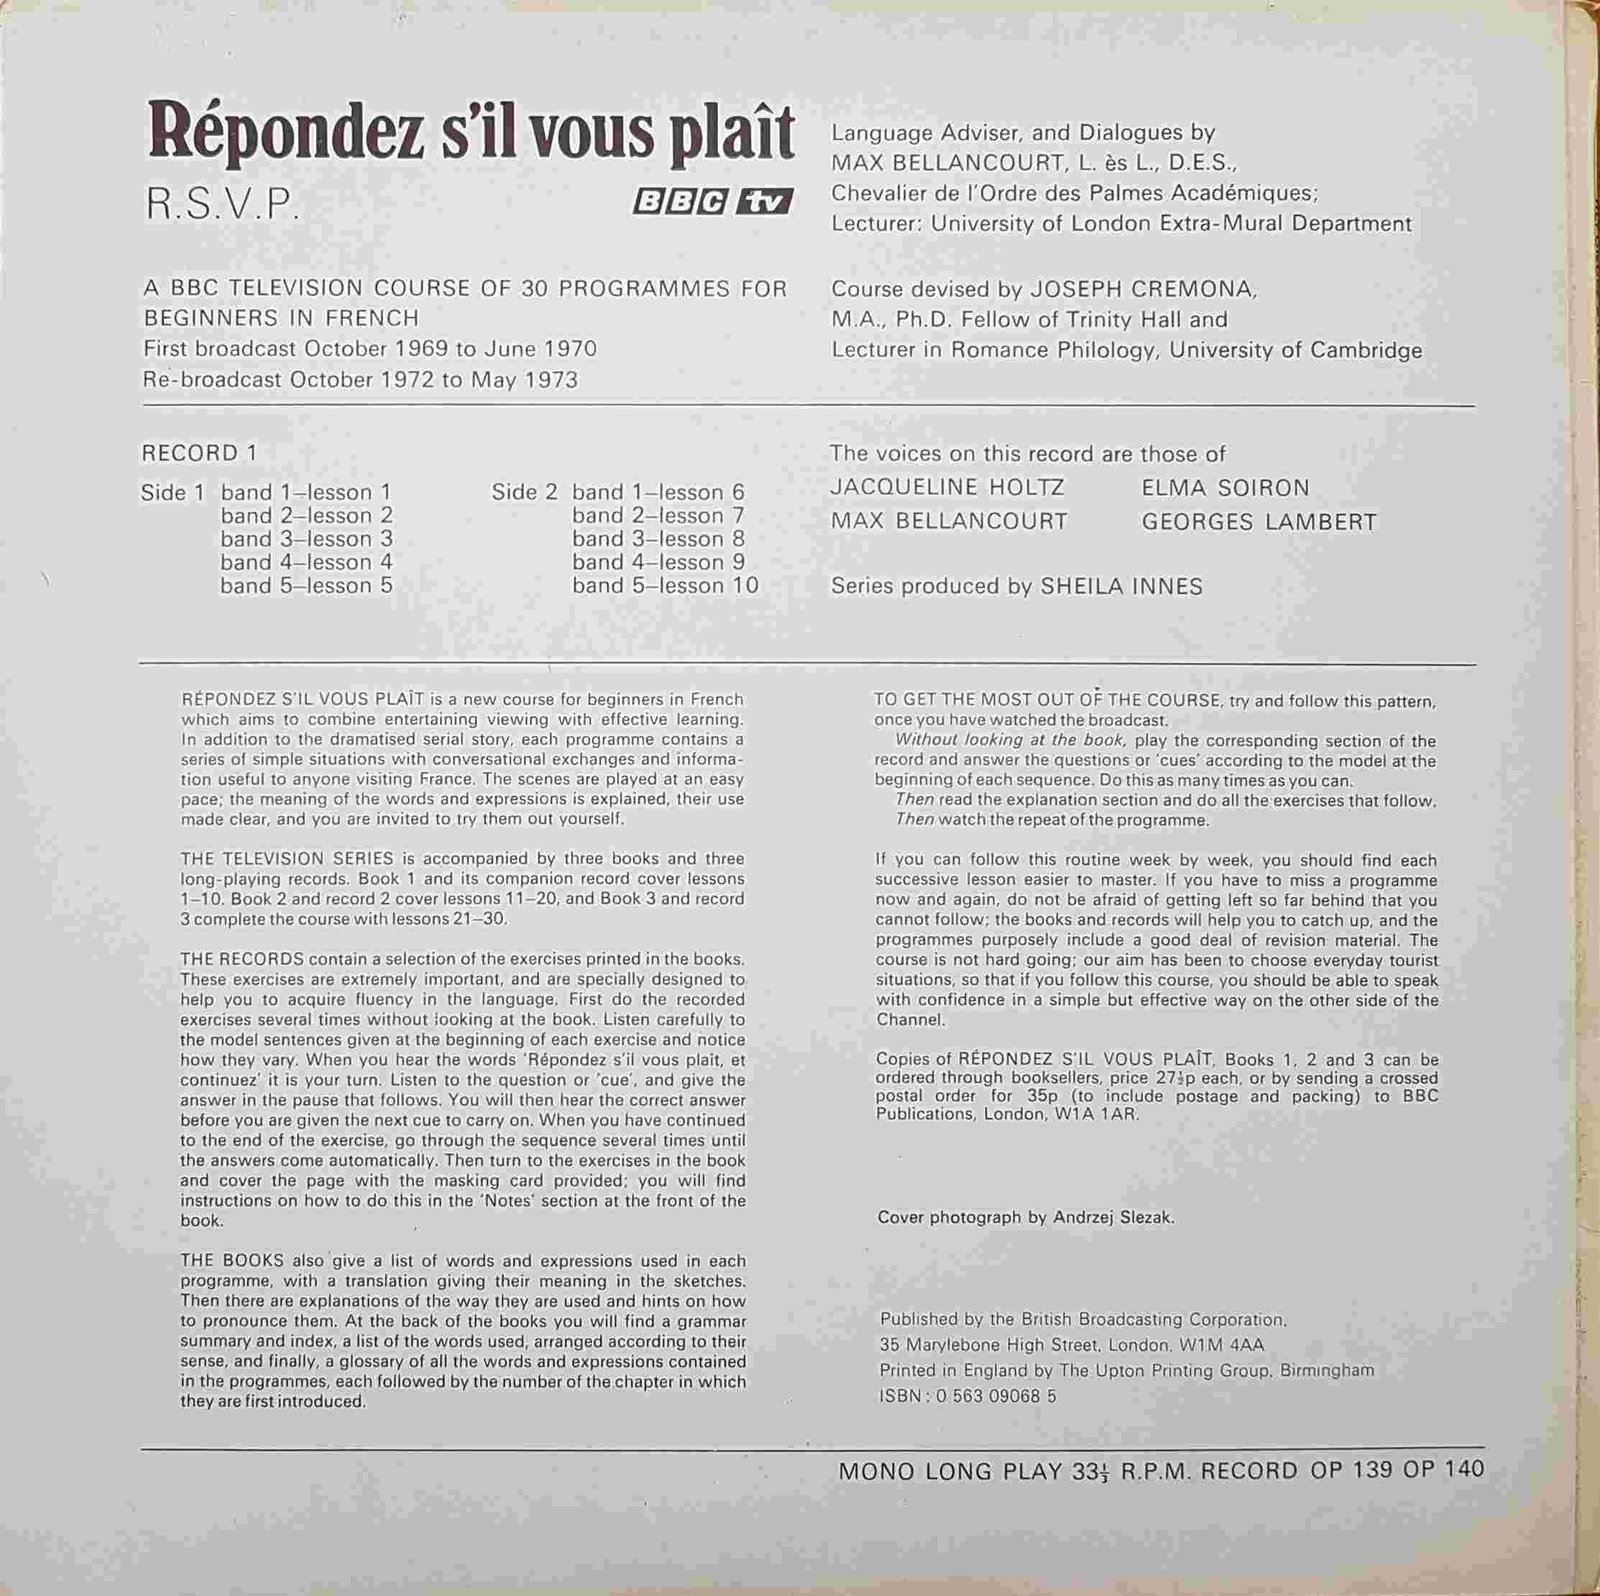 Répondez s'il vous plaît
R.S.V.P.
BBC tv
A BBC TELEVISION COURSE OF 30 PROGRAMMES FOR
BEGINNERS IN FRENCH
First broadcast October 1969 to June 1970
Re-broadcast October 1972 to May 1973
Language Adviser, and Dialogues by
MAX BELLANCOURT, L. ès L., D.E.S.,
Chevalier de l'Ordre des Palmes Académiques;
Lecturer: University of London Extra-Mural Department
Course devised by JOSEPH CREMONA,
M.A., Ph.D. Fellow of Trinity Hall and
Lecturer in Romance Philology, University of Cambridge
RECORD 1
Side 1 band 1–lesson 1
band 2–lesson 2
band 3–lesson 3
band 4–lesson 4
band 5–lesson 5
Side 2 band 1–lesson 6
band 2–lesson 7
band 3–lesson 8
band 4–lesson 9
band 5–lesson 10
The voices on this record are those of
JACQUELINE HOLTZ ELMA SOIRON
MAX BELLANCOURT GEORGES LAMBERT
Series produced by SHEILA INNES
RÉPONDEZ S'IL VOUS PLAÎT is a new course for beginners in French
which aims to combine entertaining viewing with effective learning.
In addition to the dramatised serial story, each programme contains a
series of simple situations with conversational exchanges and informa-
tion useful to anyone visiting France. The scenes are played at an easy
pace; the meaning of the words and expressions is explained, their use
made clear, and you are invited to try them out yourself.
THE TELEVISION SERIES is accompanied by three books and three
long-playing records. Book 1 and its companion record cover lessons
1–10. Book 2 and record 2 cover lessons 11–20, and Book 3 and record
3 complete the course with lessons 21–30.
THE RECORDS contain a selection of the exercises printed in the books.
These exercises are extremely important, and are specially designed to
help you to acquire fluency in the language. First do the recorded
exercises several times without looking at the book. Listen carefully to
the model sentences given at the beginning of each exercise and notice
how they vary. When you hear the words 'Répondez s'il vous plaît, et
continuez' it is your turn. Listen to the question or 'cue', and give the
answer in the pause that follows. You will then hear the correct answer
before you are given the next cue to carry on. When you have continued
to the end of the exercise, go through the sequence several times until
the answers come automatically. Then turn to the exercises in the book
and cover the page with the masking card provided; you will find
instructions on how to do this in the 'Notes' section at the front of the
book.
THE BOOKS also give a list of words and expressions used in each
programme, with a translation giving their meaning in the sketches.
Then there are explanations of the way they are used and hints on how
to pronounce them. At the back of the books you will find a grammar
summary and index, a list of the words used, arranged according to their
sense, and finally, a glossary of all the words and expressions contained
in the programmes, each followed by the number of the chapter in which
they are first introduced.
TO GET THE MOST OUT OF THE COURSE, try and follow this pattern,
once you have watched the broadcast.
Without looking at the book, play the corresponding section of the
record and answer the questions or 'cues' according to the model at the
beginning of each sequence. Do this as many times as you can.
Then read the explanation section and do all the exercises that follow.
Then watch the repeat of the programme.
If you can follow this routine week by week, you should find each
successive lesson easier to master. If you have to miss a programme
now and again, do not be afraid of getting left so far behind that you
cannot follow; the books and records will help you to catch up, and the
programmes purposely include a good deal of revision material. The
course is not hard going; our aim has been to choose everyday tourist
situations, so that if you follow this course, you should be able to speak
with confidence in a simple but effective way on the other side of the
Channel.
Copies of RÉPONDEZ S'IL VOUS PLAÎT, Books 1, 2 and 3 can be
ordered through booksellers, price 27½p each, or by sending a crossed
postal order for 35p (to include postage and packing) to BBC
Publications, London, W1A 1AR.
Cover photograph by Andrzej Slezak.
Published by the British Broadcasting Corporation,
35 Marylebone High Street, London, W1M 4AA
Printed in England by The Upton Printing Group, Birmingham
ISBN : 0 563 09068 5
MONO LONG PLAY 33⅓ R.P.M. RECORD OP 139 OP 140